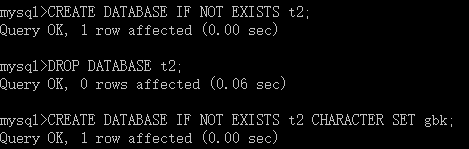 mysql>CREATE DATABASE IF NOT EXISTS t2;
Query OK, 1 row affected (0.00 sec)
mysql>DROP DATABASE t2;
Query OK, 0 rows affected (0.06 sec)
mysql>CREATE DATABASE IF NOT EXISTS t2 CHARACTER SET gbk;
Query OK, 1 row affected (0.00 sec)